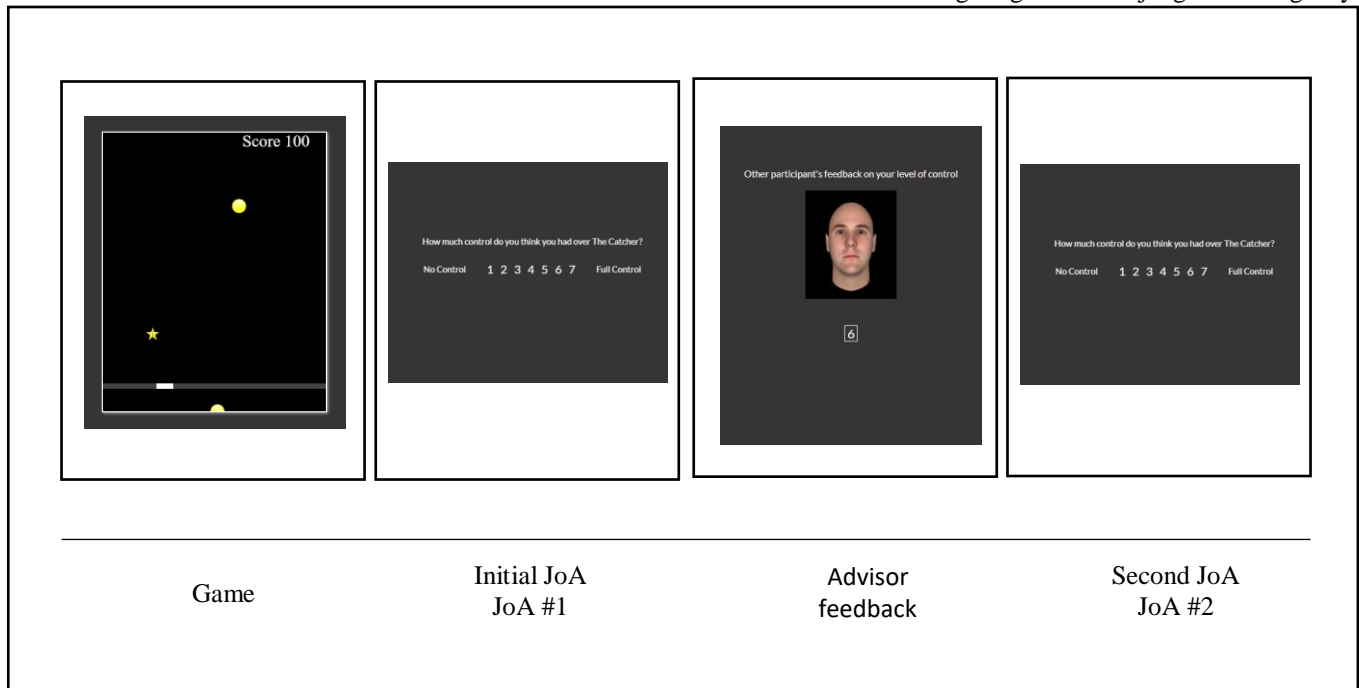 Score 100
How much control do you think you had over The Catcher?
No Control 1 2 3 4 5 6 7 Full Control
Other participant's feedback on your level of control
6
How much control do you think you had over The Catcher?
No Control 1 2 3 4 5 6 7 Full Control
Game
Initial JoA
JoA #1
Advisor
feedback
Second JoA
JoA #2